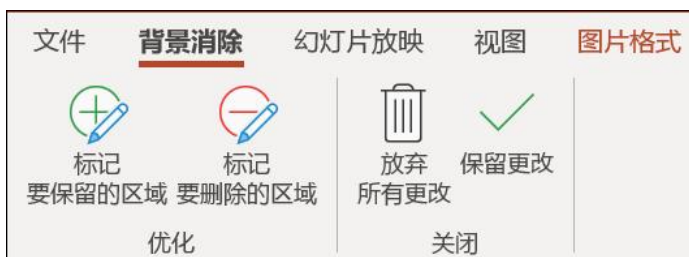 文件 背景消除 幻灯片放映 视图 图片格式
标记 标记 放弃 保留更改
要保留的区域 要删除的区域 所有更改
优化 关闭